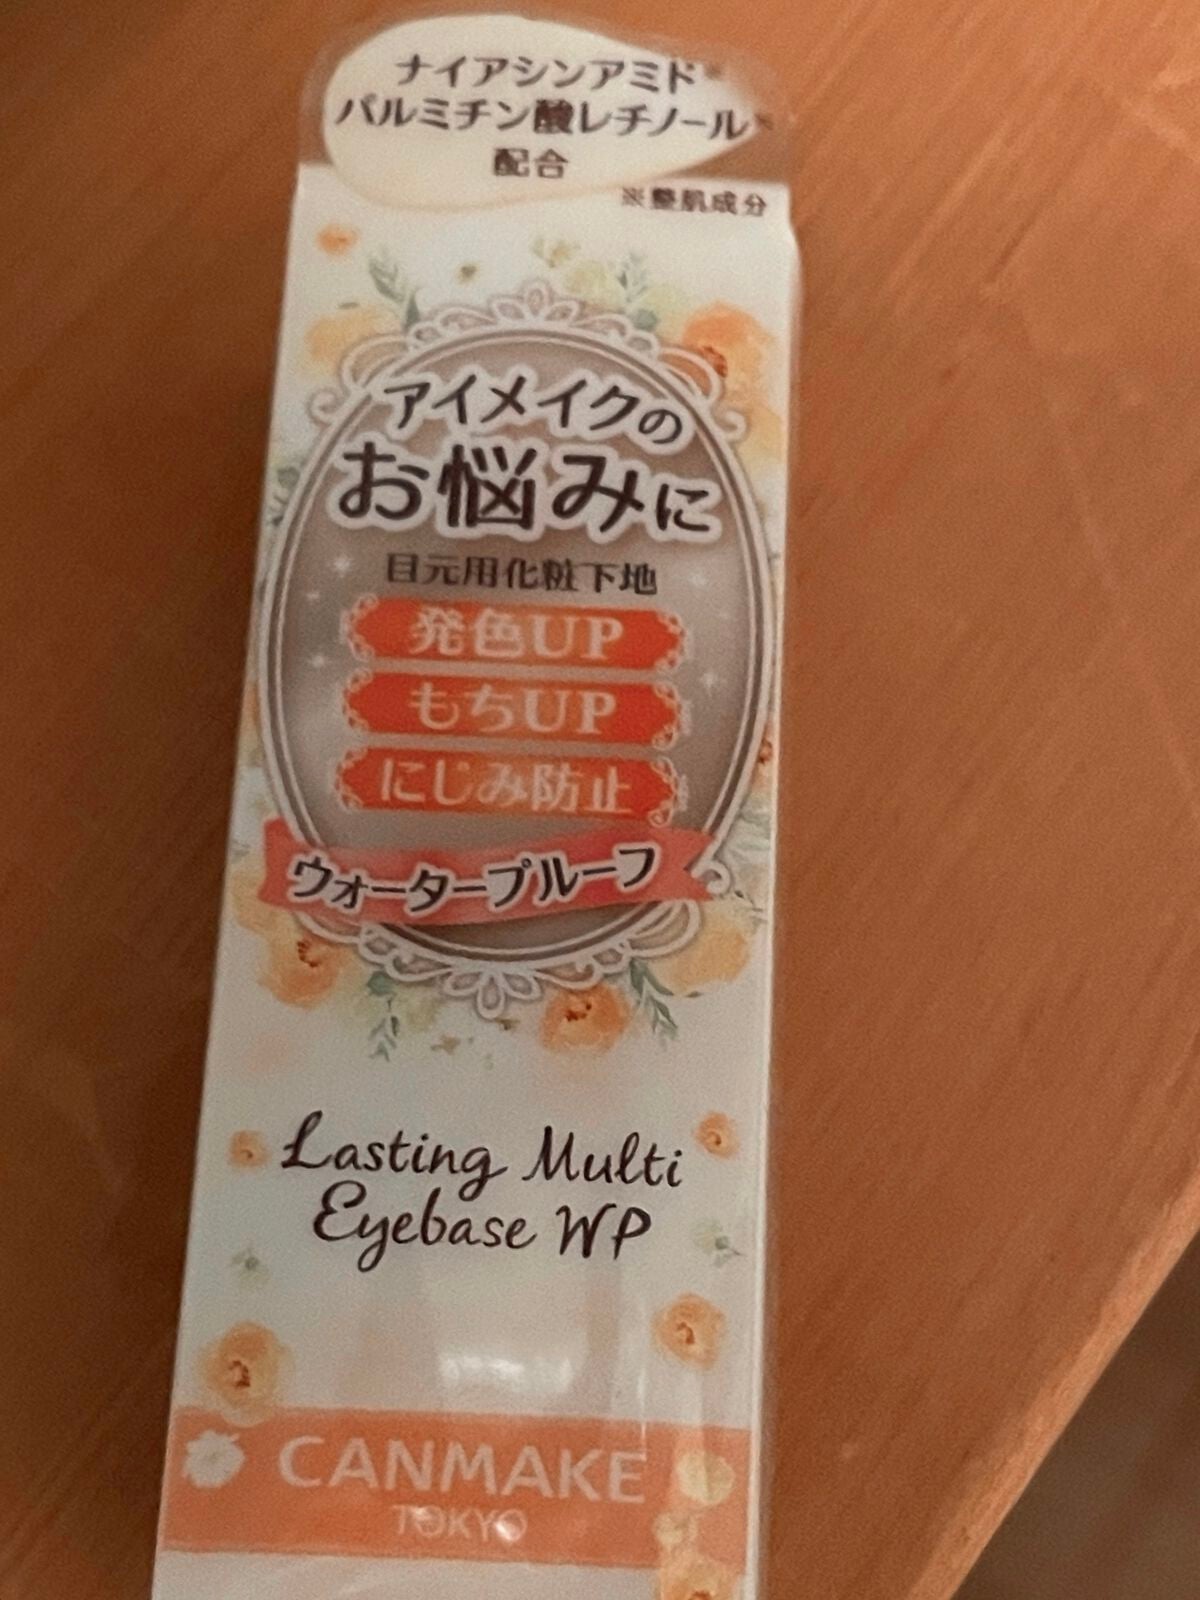 ナイアシンアミド※
パルミチン酸レチノール※
配合
※整肌成分
アイメイクの
お悩みに
目元用化粧下地
発色UP
もちUP
にじみ防止
ウォータープルーフ
Lasting Multi
Eyebase WP
CANMAKE
TOKYO